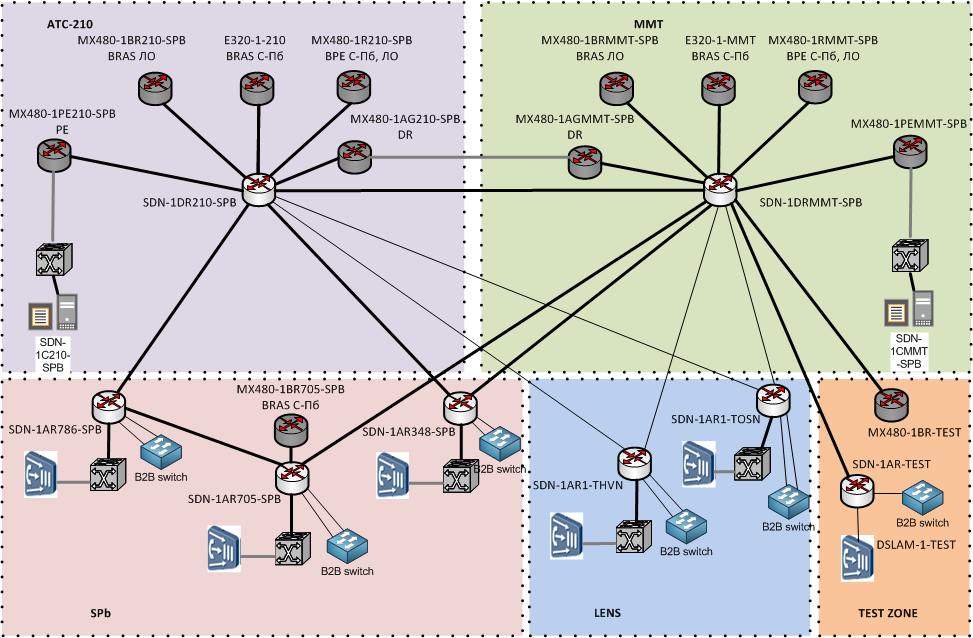 ATC-210
MX480-1BR210-SPB
BRAS ЛО
E320-1-210
BRAS С-Пб
MX480-1R210-SPB
BPE С-Пб, ЛО
MX480-1PE210-SPB
PE
MX480-1AG210-SPB
DR
SDN-1DR210-SPB
SDN-
1C210-
SPB
MMT
MX480-1BRMMT-SPB
BRAS ЛО
E320-1-MMT
BRAS С-Пб
MX480-1RMMT-SPB
BPE С-Пб, ЛО
MX480-1AGMMT-SPB
DR
MX480-1PEMMT-SPB
SDN-1DRMMT-SPB
SDN-
1CMMT
-SPB
SDN-1AR786-SPB
B2B switch
MX480-1BR705-SPB
BRAS С-Пб
SDN-1AR705-SPB
B2B switch
SDN-1AR348-SPB
B2B switch
SPb
SDN-1AR1-THVN
B2B switch
SDN-1AR1-TOSN
B2B switch
LENS
MX480-1BR-TEST
SDN-1AR-TEST
B2B switch
DSLAM-1-TEST
TEST ZONE